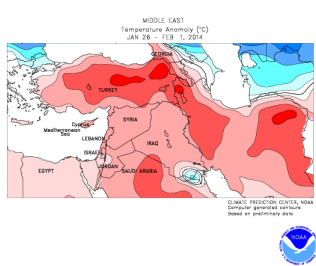 MIDDLE EAST
Temperature Anomaly (°C)
JAN 26 - FEB 1, 2014
GEORGIA
TURKEY
Cyprus
Mediterranean
Sea
SYRIA
LEBANON
IRAQ
ISRAEL
JORDAN
EGYPT
SAUDI ARABIA
CLIMATE PREDICTION CENTER, NOAA
Computer generated contours
Based on preliminary data
NOAA